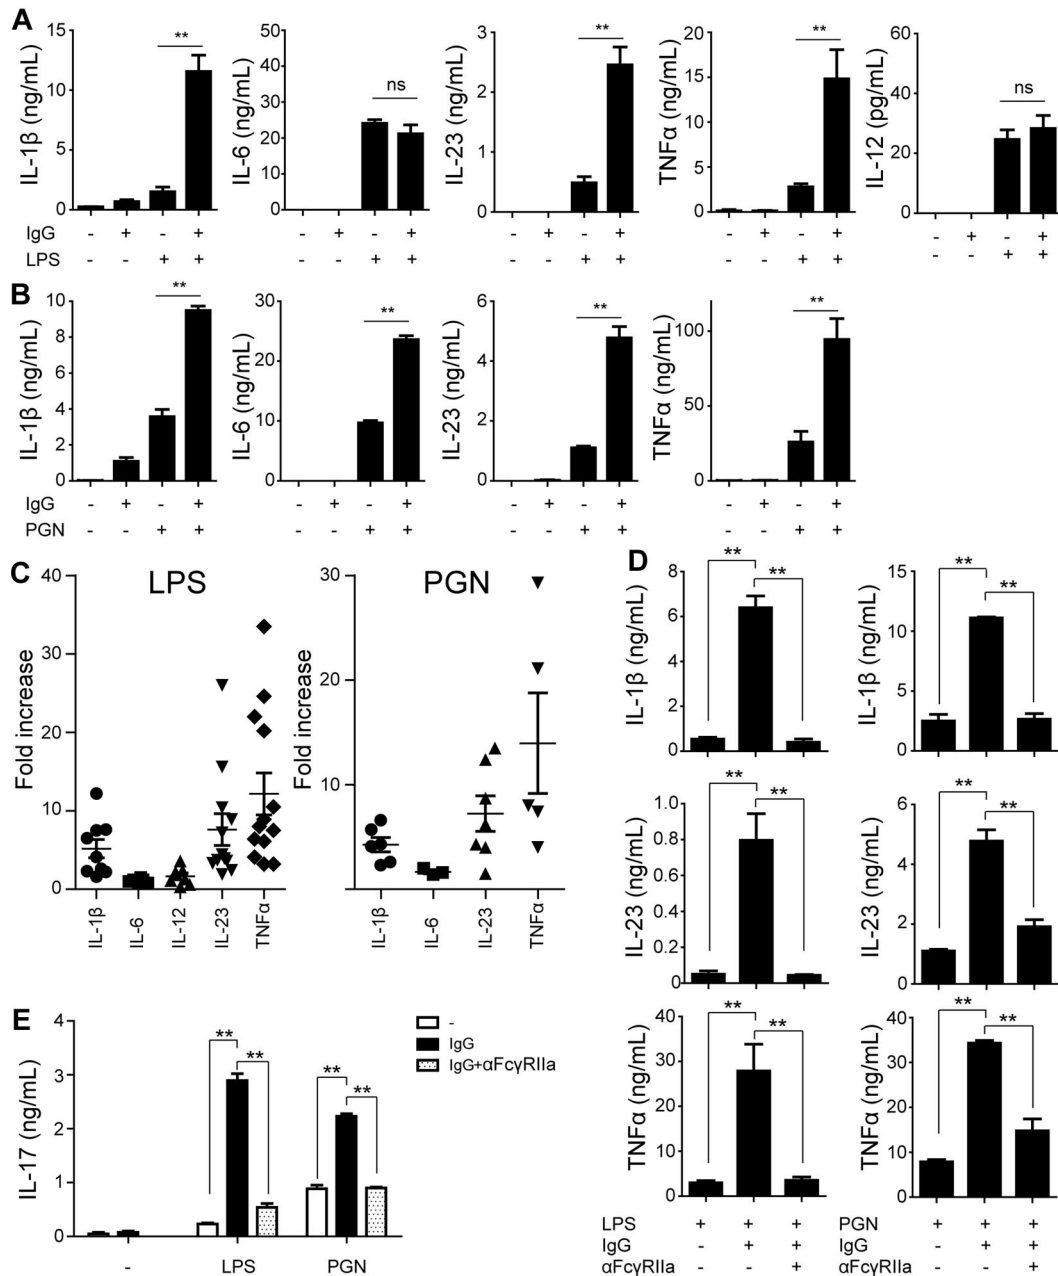 A
IL-1β (ng/mL)
15
10
5
0
**
IL-6 (ng/mL)
50
40
30
20
10
0
ns
IL-23 (ng/mL)
3
2
1
0
**
TNFα (ng/mL)
20
15
10
5
0
**
IL-12 (pg/mL)
60
40
20
0
ns
IgG - + - + - + - + - + - + - + - + - + - +
LPS - - + + - - + + - - + + - - + + - - + +
B
IL-1β (ng/mL)
10
8
6
4
2
0
**
IL-6 (ng/mL)
30
20
10
0
**
IL-23 (ng/mL)
6
4
2
0
**
TNFα (ng/mL)
100
50
0
**
IgG - + - + - + - + - + - + - + - +
PGN - - + + - - + + - - + + - - + +
C
LPS
Fold increase
40
30
20
10
0
IL-1β
IL-6
IL-12
IL-23
TNFα
PGN
Fold increase
30
20
10
IL-1β
IL-6
IL-23
TNFα
D
IL-1β (ng/mL)
8
6
4
2
0
**
**
IL-1β (ng/mL)
15
10
5
0
**
**
IL-23 (ng/mL)
1.0
0.8
0.6
0.4
0.2
0
**
**
IL-23 (ng/mL)
6
4
2
0
**
**
TNFα (ng/mL)
40
30
20
10
0
**
**
TNFα (ng/mL)
40
30
20
10
0
**
**
LPS + + +
IgG - + +
αFcγRIIa - - +
PGN + + +
IgG - + +
αFcγRIIa - - +
E
IL-17 (ng/mL)
4
3
2
1
0
**
**
**
**
-
IgG
IgG+αFcγRIIa
- LPS PGN